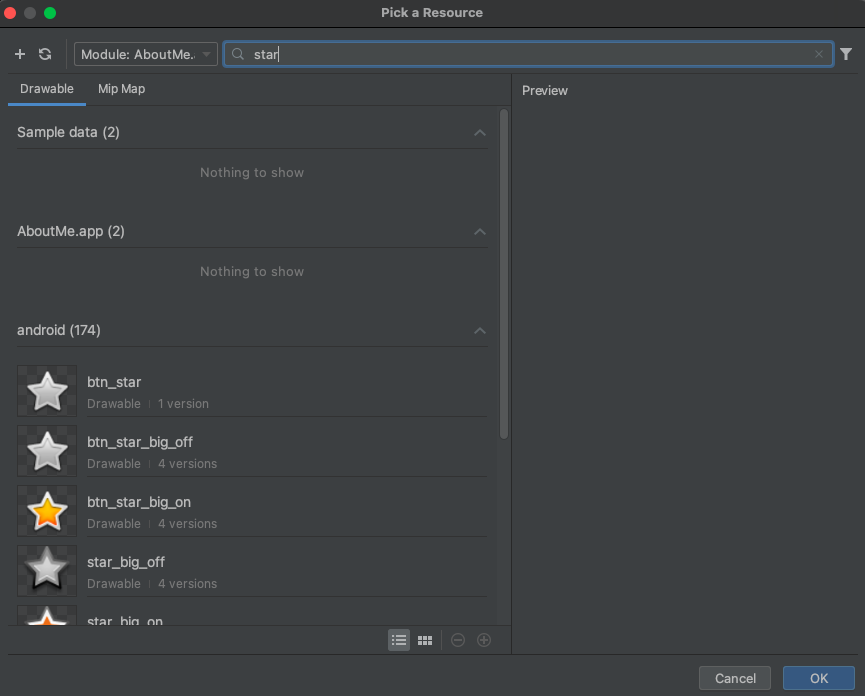 Pick a Resource
Module: AboutMe.
star
Drawable
Mip Map
Preview
Sample data (2)
Nothing to show
AboutMe.app (2)
Nothing to show
android (174)
btn_star
Drawable | 1 version
btn_star_big_off
Drawable | 4 versions
btn_star_big_on
Drawable | 4 versions
star_big_off
Drawable | 4 versions
star_big_on
Cancel
OK